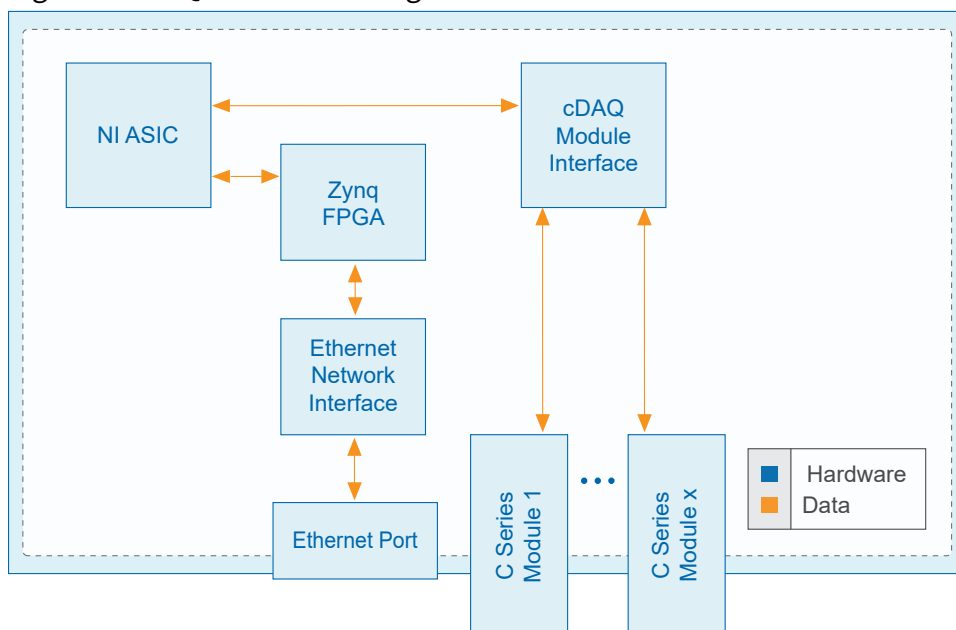 NI ASIC
cDAQ
Module
Interface
Zynq
FPGA
Ethernet
Network
Interface
Ethernet Port
C Series
Module 1
...
C Series
Module x
Hardware
Data